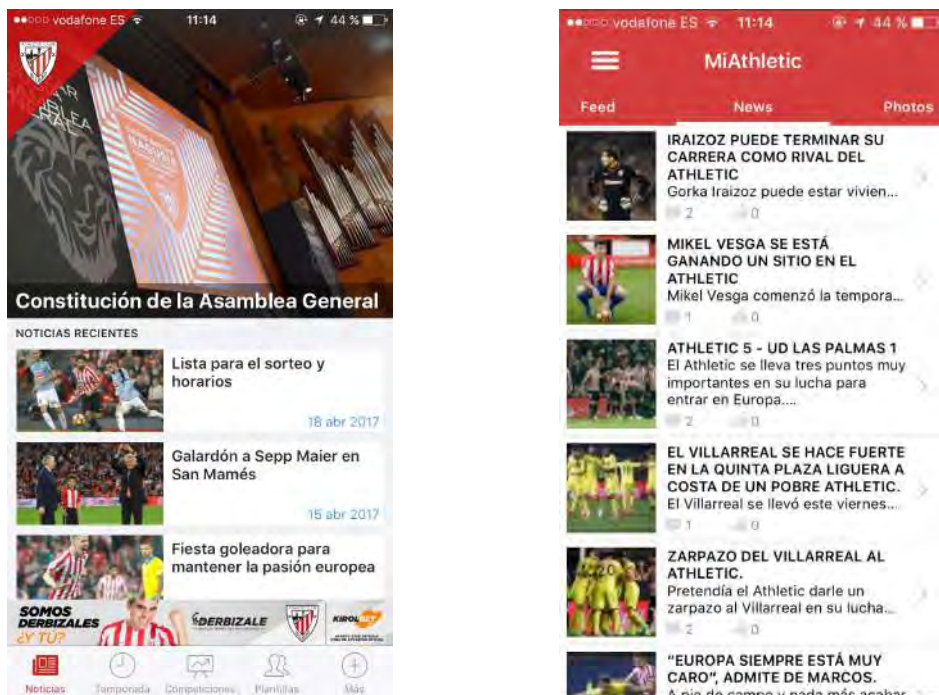 vodafone ES 11:14 44 %
Constitución de la Asamblea General
NOTICIAS RECIENTES
Lista para el sorteo y
horarios
18 abr 2017
Galardón a Sepp Maier en
San Mamés
15 abr 2017
Fiesta goleadora para
mantener la pasión europea
SOMOS
DERBIZALES
¿Y TÚ?
DERBIZALE
KIROLBET
Noticias Temporada Competiciones Plantillas Más
vodafone ES 11:14 44 %
MiAthletic
Feed News Photos
IRAIZOZ PUEDE TERMINAR SU
CARRERA COMO RIVAL DEL
ATHLETIC
Gorka Iraizoz puede estar vivien...
2 0
MIKEL VESGA SE ESTÁ
GANANDO UN SITIO EN EL
ATHLETIC
Mikel Vesga comenzó la tempora...
1 0
ATHLETIC 5 - UD LAS PALMAS 1
El Athletic se lleva tres puntos muy
importantes en su lucha para
entrar en Europa....
2 0
EL VILLARREAL SE HACE FUERTE
EN LA QUINTA PLAZA LIGUERA A
COSTA DE UN POBRE ATHLETIC.
El Villarreal se llevó este viernes...
1 0
ZARPAZO DEL VILLARREAL AL
ATHLETIC.
Pretendía el Athletic darle un
zarpazo al Villarreal en su lucha...
2 0
"EUROPA SIEMPRE ESTÁ MUY
CARO", ADMITE DE MARCOS.
A pie de campo y nada más acabar